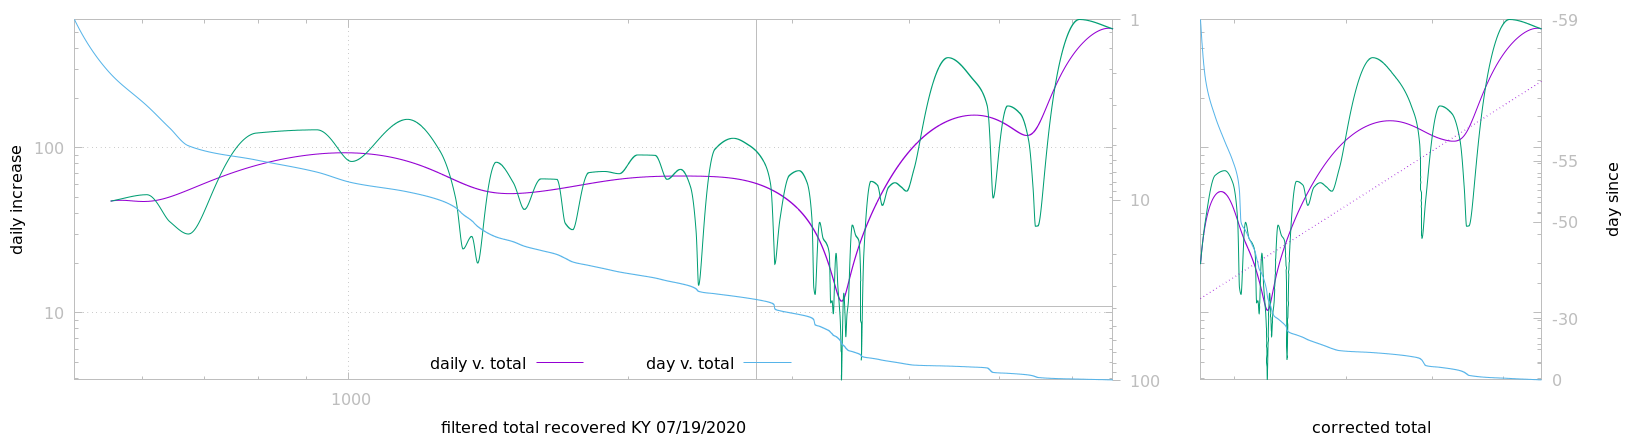 daily increase
100
10
1000
1
10
100
daily v. total
day v. total
filtered total recovered KY 07/19/2020
-59
-55
-50
-30
0
day since
corrected total